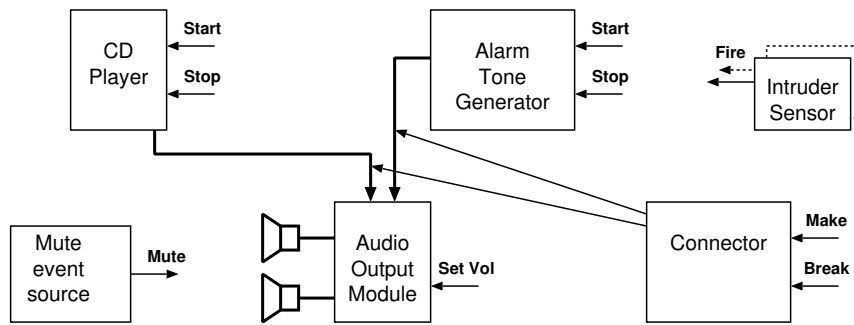 CD
Player
Start
Stop
Alarm
Tone
Generator
Start
Stop
Fire
Intruder
Sensor
Mute
event
source
Mute
Audio
Output
Module
Set Vol
Connector
Make
Break